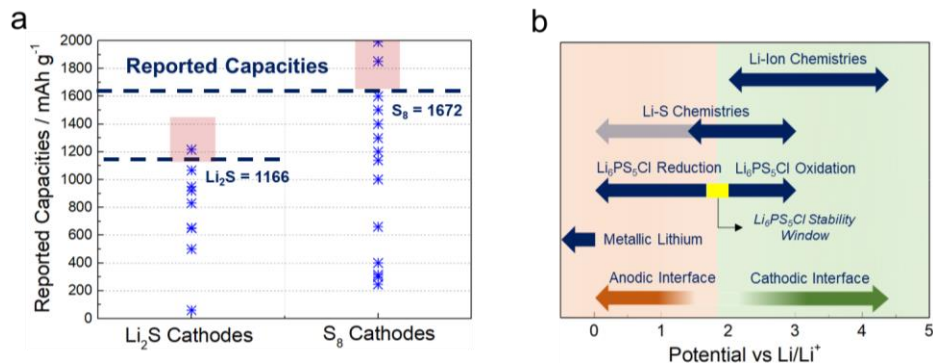 a
Reported Capacities / mAh g⁻¹
2000
1800
1600
1400
1200
1000
800
600
400
200
0
Reported Capacities
S₈ = 1672
Li₂S = 1166
Li₂S Cathodes
S₈ Cathodes
b
Li-Ion Chemistries
Li-S Chemistries
Li₆PS₅Cl Reduction
Li₆PS₅Cl Oxidation
Li₆PS₅Cl Stability
Window
Metallic Lithium
Anodic Interface
Cathodic Interface
0 1 2 3 4 5
Potential vs Li/Li⁺